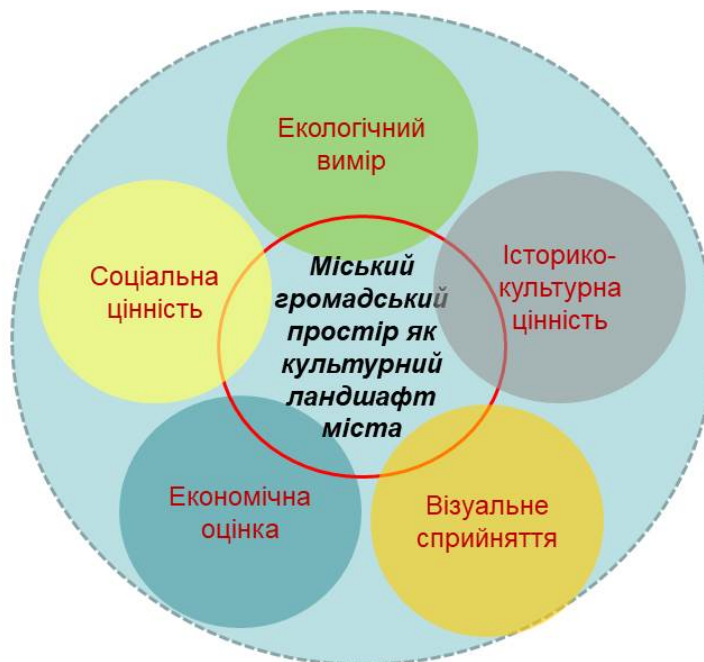 Екологічний
вимір
Соціальна
цінність
Історико-
культурна
цінність
Міський
громадський
простір як
культурний
ландшафт
міста
Економічна
оцінка
Візуальне
сприйняття